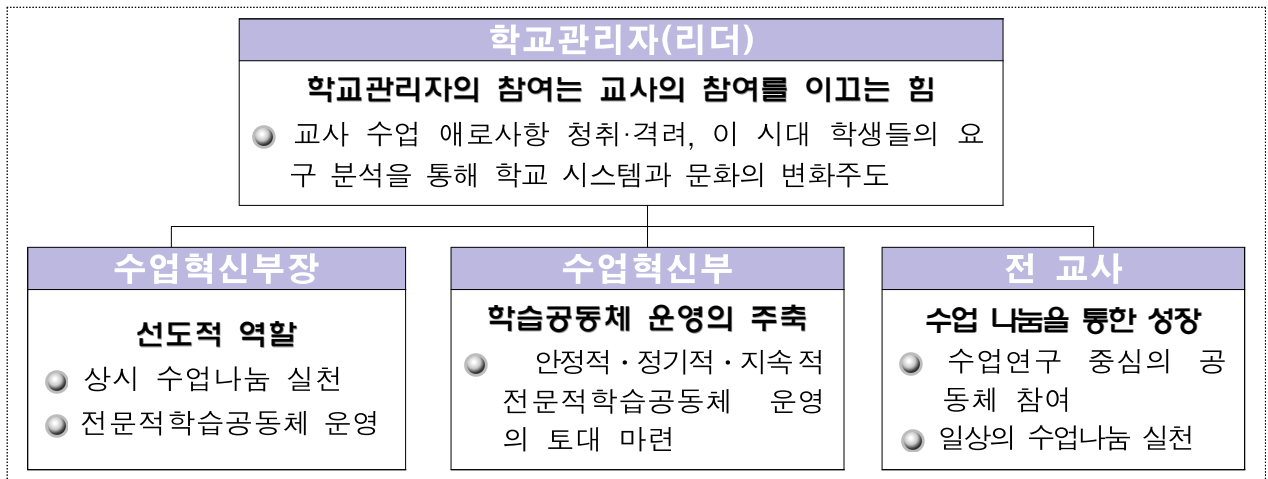 학교관리자(리더)
학교관리자의 참여는 교사의 참여를 이끄는 힘
교사 수업 애로사항 청취·격려, 이 시대 학생들의 요
구 분석을 통해 학교 시스템과 문화의 변화주도
수업혁신부장
선도적 역할
상시 수업나눔 실천
전문적학습공동체 운영
수업혁신부
학습공동체 운영의 주축
안정적·정기적·지속적
전문적학습공동체 운영
의 토대 마련
전 교사
수업 나눔을 통한 성장
수업연구 중심의 공
동체 참여
일상의 수업나눔 실천